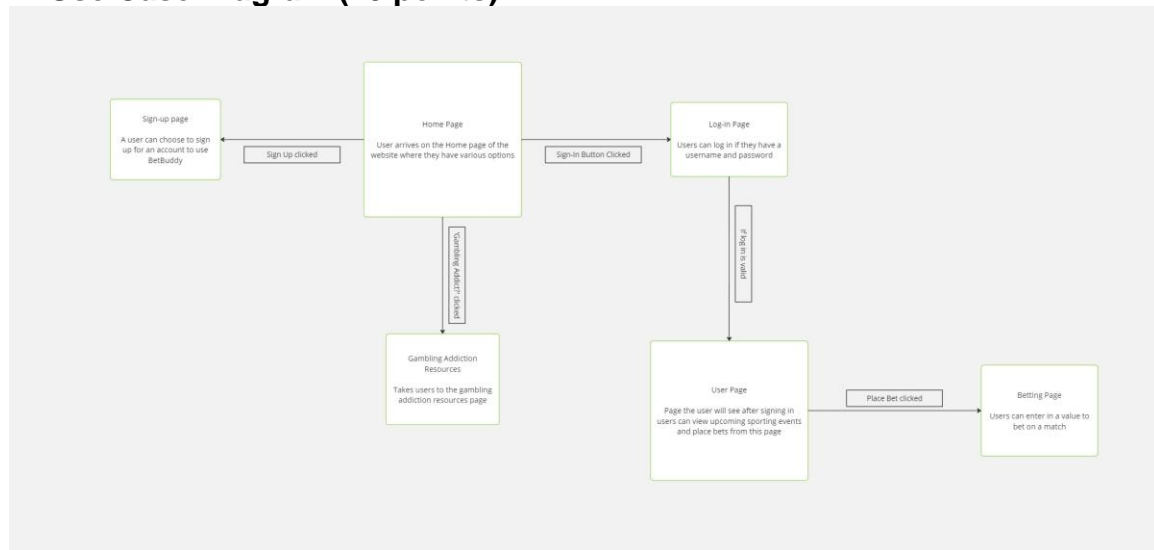 Sign-up page
A user can choose to sign
up for an account to use
BetBuddy
Sign Up clicked
Home Page
User arrives on the Home page of the
website where they have various options
Sign-In Button Clicked
Log-in Page
Users can log in if they have a
username and password
"Gambling Addict?" clicked
if log in is valid
Gambling Addiction
Resources
Takes users to the gambling
addiction resources page
User Page
Page the user will see after signing in
users can view upcoming sporting events
and place bets from this page
Place Bet clicked
Betting Page
Users can enter in a value to
bet on a match